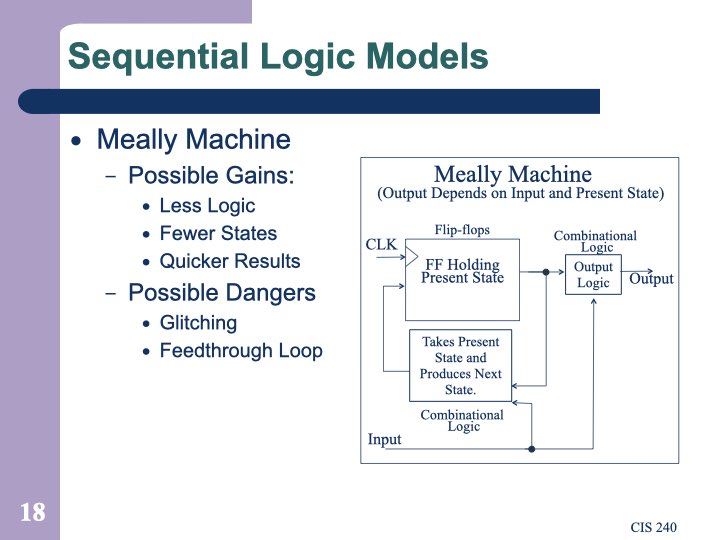 Sequential Logic Models
• Meally Machine
– Possible Gains:
• Less Logic
• Fewer States
• Quicker Results
– Possible Dangers
• Glitching
• Feedthrough Loop
Meally Machine
(Output Depends on Input and Present State)
Flip-flops
CLK
FF Holding
Present State
Combinational
Logic
Output
Logic
Output
Takes Present
State and
Produces Next
State.
Combinational
Logic
Input
18
CIS 240